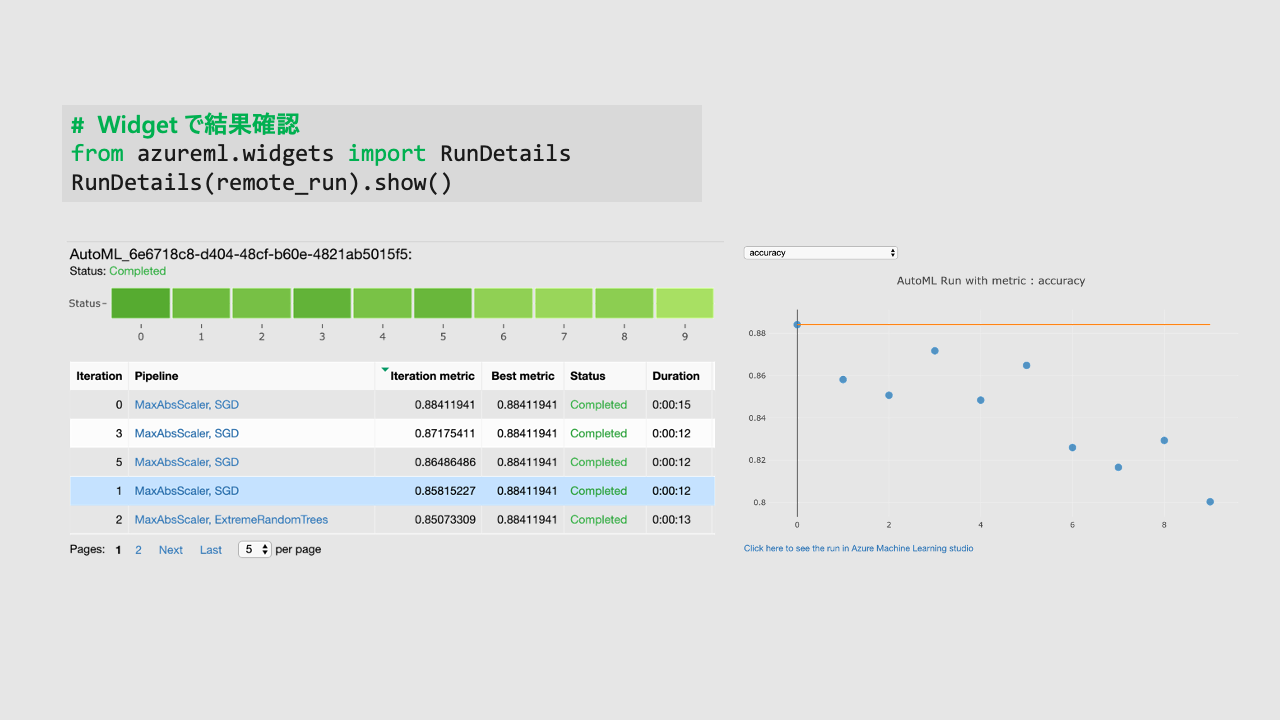 # Widget で結果確認
from azureml.widgets import RunDetails
RunDetails(remote_run).show()
AutoML_6e6718c8-d404-48cf-b60e-4821ab5015f5:
Status: Completed
Status
0 1 2 3 4 5 6 7 8 9
Iteration Pipeline Iteration metric Best metric Status Duration
0 MaxAbsScaler, SGD 0.88411941 0.88411941 Completed 0:00:15
3 MaxAbsScaler, SGD 0.87175411 0.88411941 Completed 0:00:12
5 MaxAbsScaler, SGD 0.86486486 0.88411941 Completed 0:00:12
1 MaxAbsScaler, SGD 0.85815227 0.88411941 Completed 0:00:12
2 MaxAbsScaler, ExtremeRandomTrees 0.85073309 0.88411941 Completed 0:00:13
Pages: 1 2 Next Last 5 per page
accuracy
AutoML Run with metric : accuracy
0.88
0.86
0.84
0.82
0.8
0 2 4 6 8
Click here to see the run in Azure Machine Learning studio